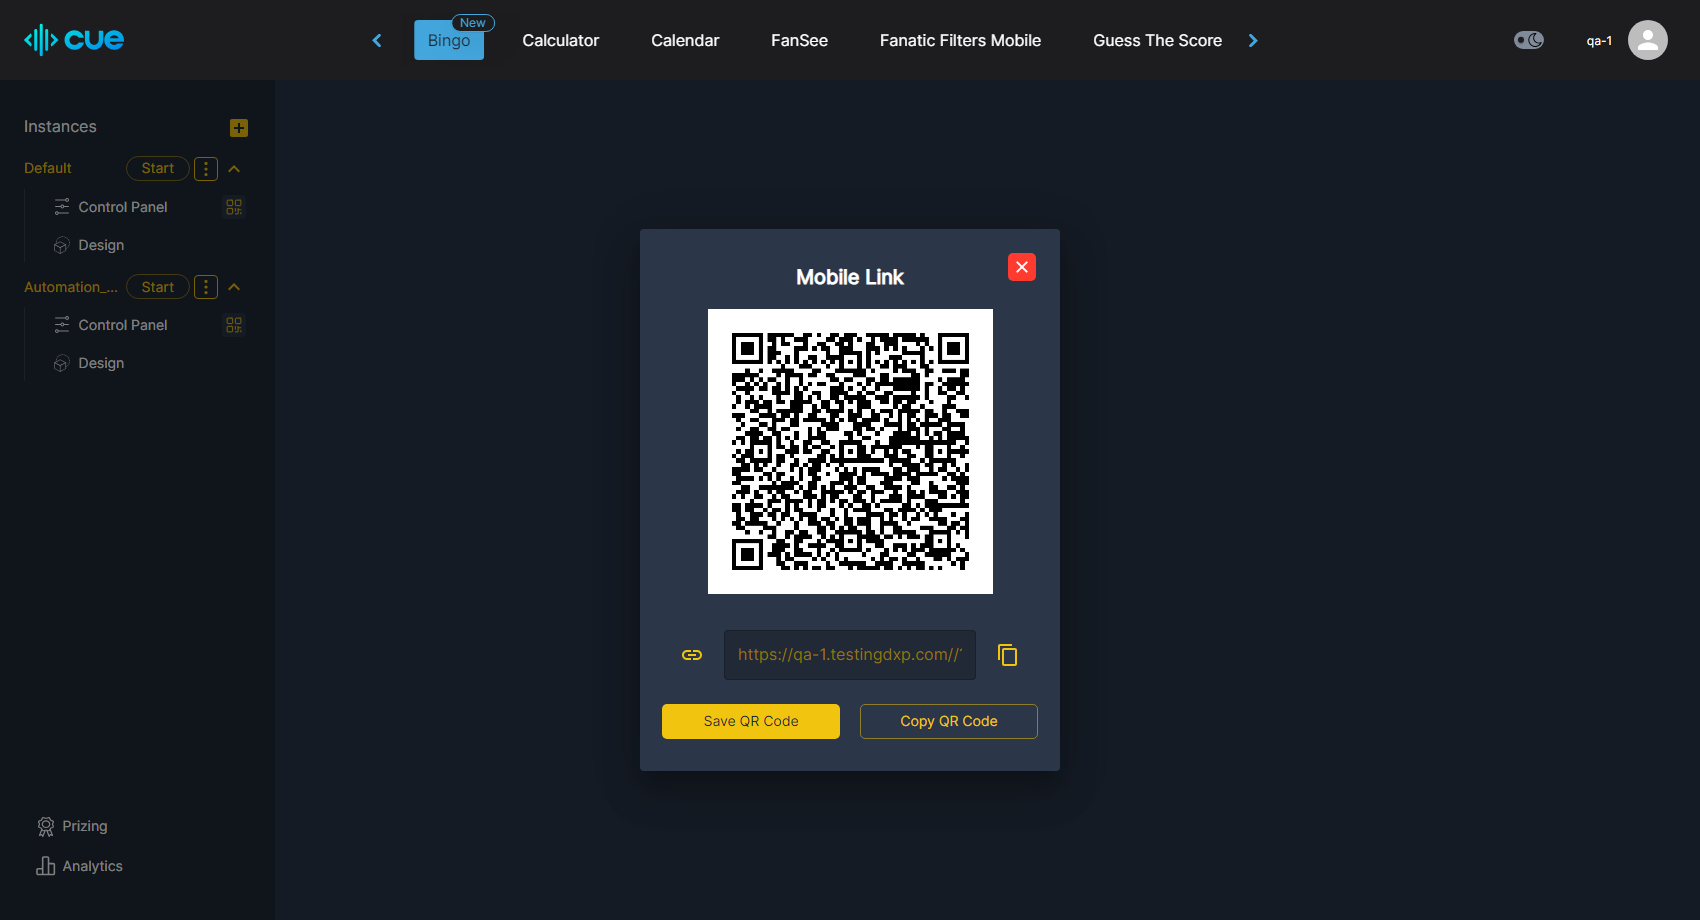 cue
New
Bingo
Calculator
Calendar
FanSee
Fanatic Filters Mobile
Guess The Score
qa-1
Instances
Default
Start
Control Panel
Design
Automation_...
Start
Control Panel
Design
Mobile Link
https://qa-1.testingdxp.com//
Save QR Code
Copy QR Code
Prizing
Analytics